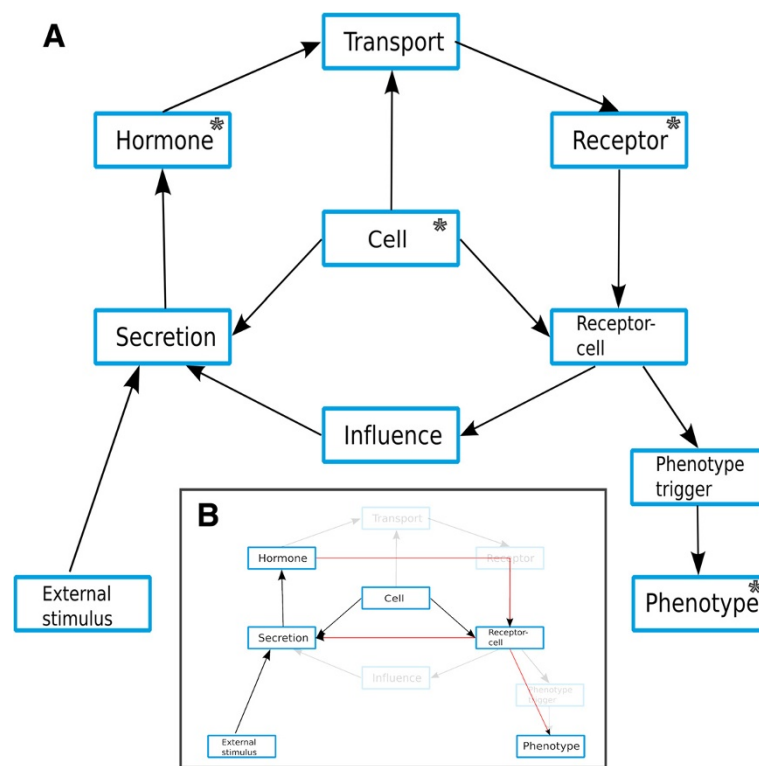 A
Transport
Hormone*
Receptor*
Cell *
Secretion
Receptor-
cell
Influence
Phenotype
trigger
External
stimulus
Phenotype*
B
Transport
Hormone
Receptor
Cell
Secretion
Receptor-
cell
Influence
Phenotype
trigger
External
stimulus
Phenotype